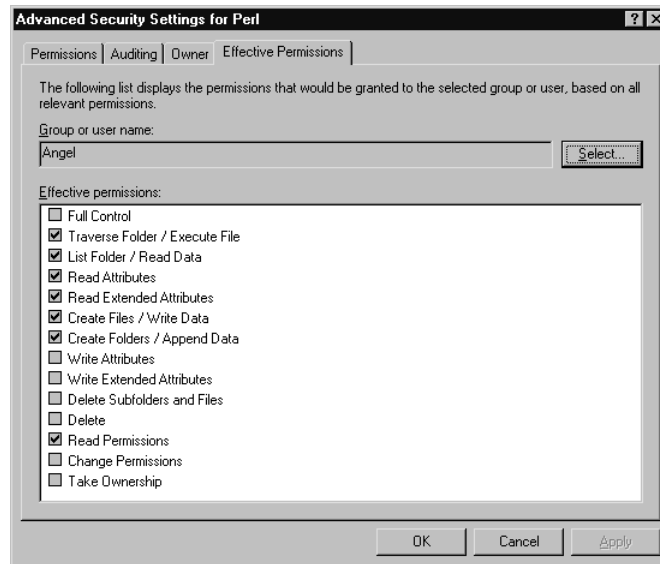 Advanced Security Settings for Perl
Permissions Auditing Owner Effective Permissions
The following list displays the permissions that would be granted to the selected group or user, based on all
relevant permissions.
Group or user name:
Angel Select...
Effective permissions:
Full Control
Traverse Folder / Execute File
List Folder / Read Data
Read Attributes
Read Extended Attributes
Create Files / Write Data
Create Folders / Append Data
Write Attributes
Write Extended Attributes
Delete Subfolders and Files
Delete
Read Permissions
Change Permissions
Take Ownership
OK Cancel Apply